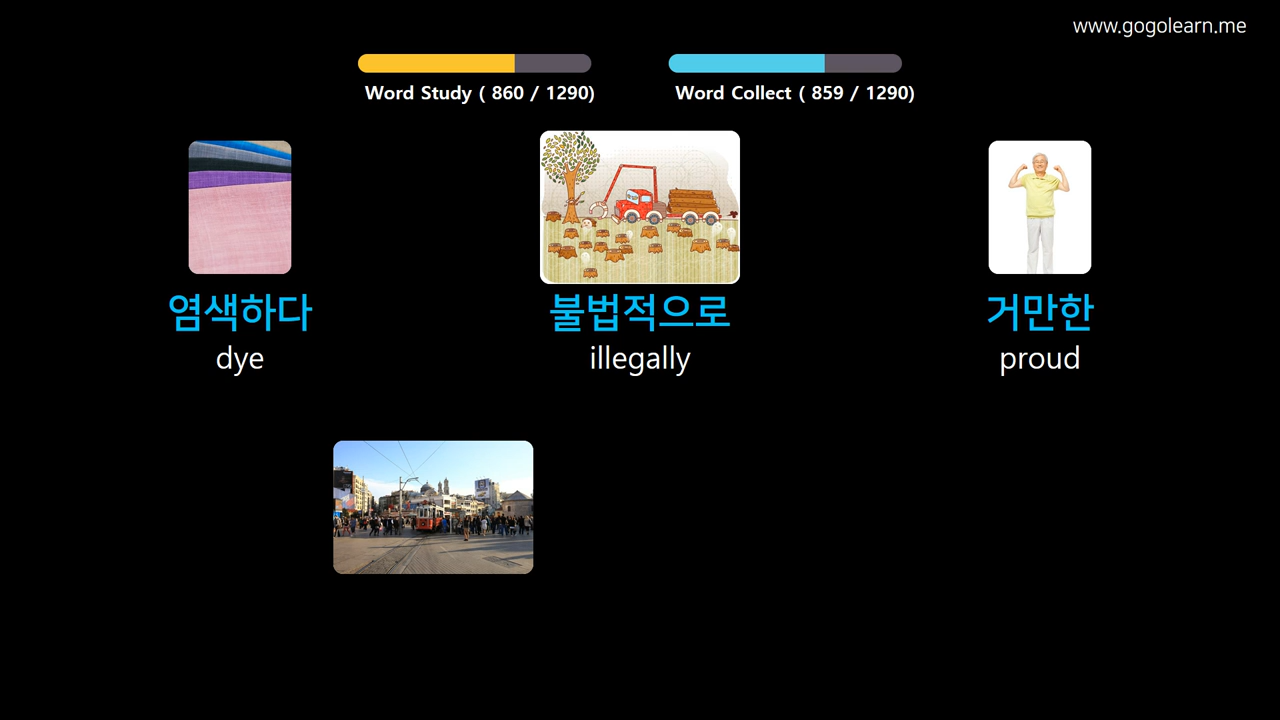 www.gogolearn.me
Word Study ( 860 / 1290)
Word Collect ( 859 / 1290)
염색하다
dye
불법적으로
illegally
거만한
proud